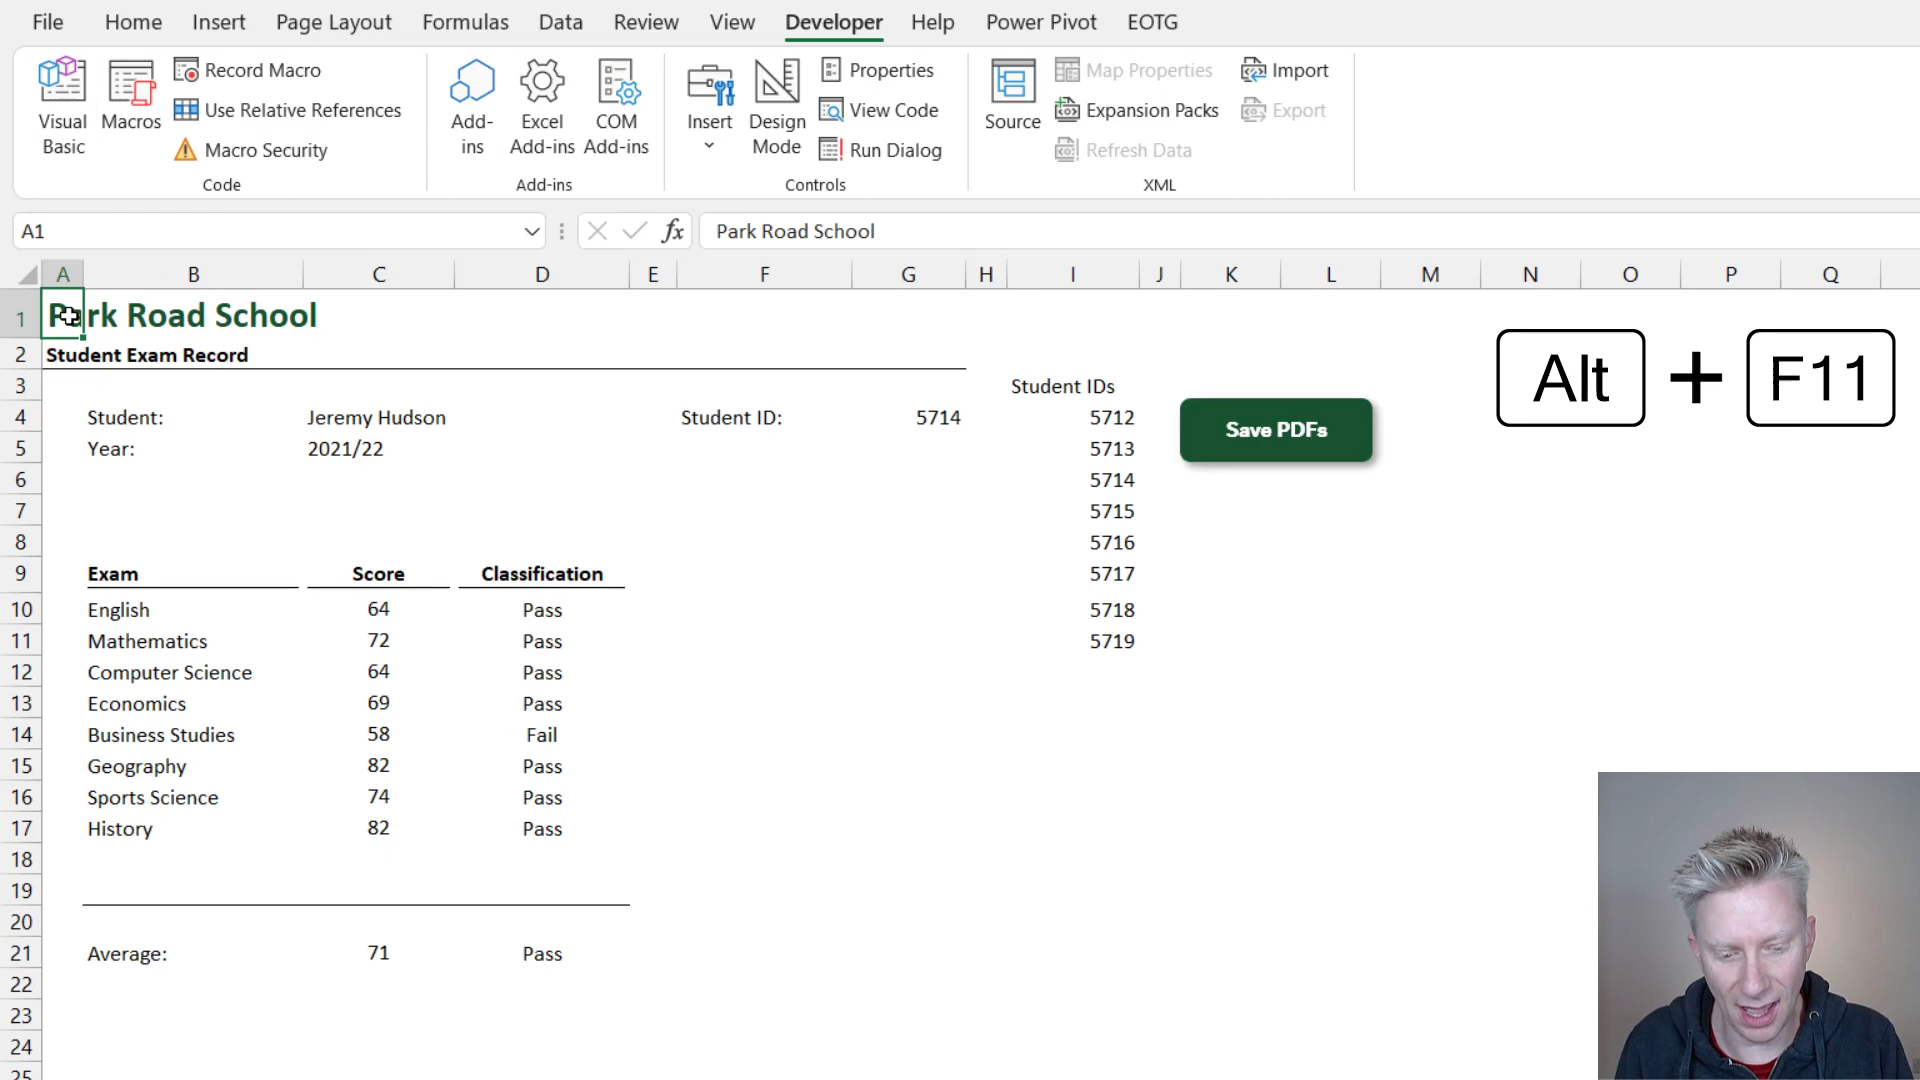 File Home Insert Page Layout Formulas Data Review View Developer Help Power Pivot EOTG
Visual Basic
Macros
Record Macro
Use Relative References
Macro Security
Code
Add-ins
Excel Add-ins
COM Add-ins
Add-ins
Insert
Design Mode
Properties
View Code
Run Dialog
Controls
Source
Map Properties
Expansion Packs
Refresh Data
Import
Export
XML
A1 fx Park Road School
A B C D E F G H I J K L M N O P Q
1 Park Road School
2 Student Exam Record
3 Student IDs
4 Student: Jeremy Hudson Student ID: 5714 5712
5 Year: 2021/22 5713
Save PDFs
Alt + F11
6 5714
7 5715
8 5716
9 Exam Score Classification 5717
10 English 64 Pass 5718
11 Mathematics 72 Pass 5719
12 Computer Science 64 Pass
13 Economics 69 Pass
14 Business Studies 58 Fail
15 Geography 82 Pass
16 Sports Science 74 Pass
17 History 82 Pass
18
19
20
21 Average: 71 Pass
22
23
24
25